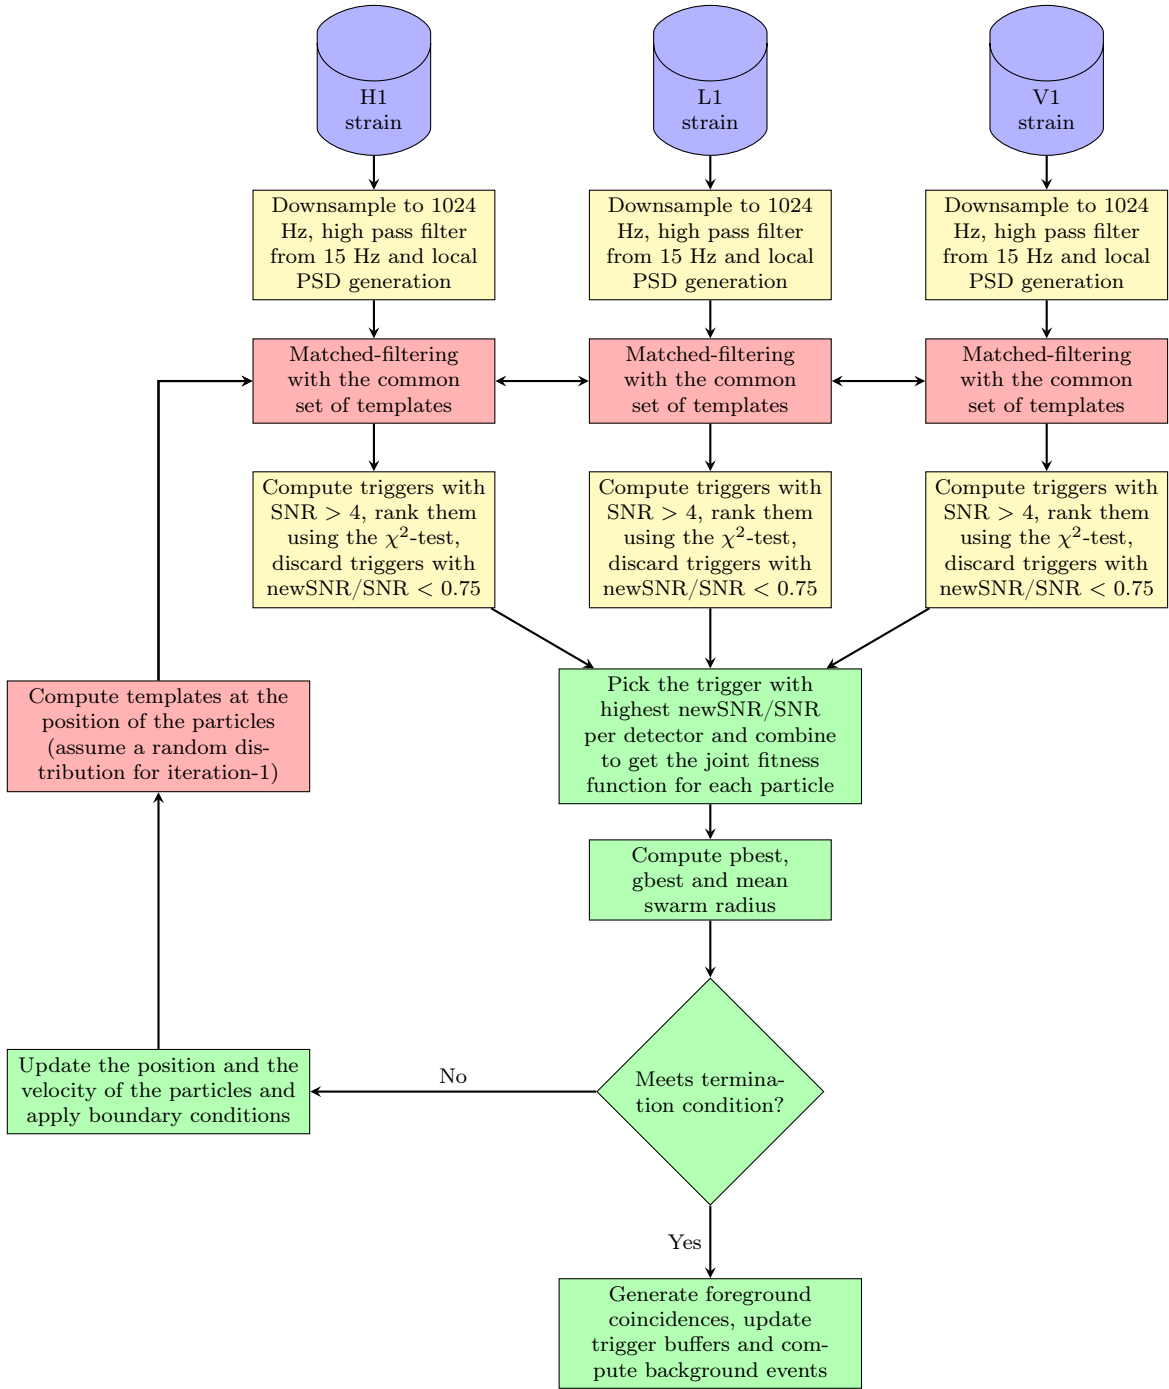 H1
strain
L1
strain
V1
strain
Downsample to 1024
Hz, high pass filter
from 15 Hz and local
PSD generation
Downsample to 1024
Hz, high pass filter
from 15 Hz and local
PSD generation
Downsample to 1024
Hz, high pass filter
from 15 Hz and local
PSD generation
Matched-filtering
with the common
set of templates
Matched-filtering
with the common
set of templates
Matched-filtering
with the common
set of templates
Compute triggers with
SNR > 4, rank them
using the χ²-test,
discard triggers with
newSNR/SNR < 0.75
Compute triggers with
SNR > 4, rank them
using the χ²-test,
discard triggers with
newSNR/SNR < 0.75
Compute triggers with
SNR > 4, rank them
using the χ²-test,
discard triggers with
newSNR/SNR < 0.75
Compute templates at the
position of the particles
(assume a random dis-
tribution for iteration-1)
Pick the trigger with
highest newSNR/SNR
per detector and combine
to get the joint fitness
function for each particle
Compute pbest,
gbest and mean
swarm radius
Update the position and the
velocity of the particles and
apply boundary conditions
No
Meets termina-
tion condition?
Yes
Generate foreground
coincidences, update
trigger buffers and com-
pute background events